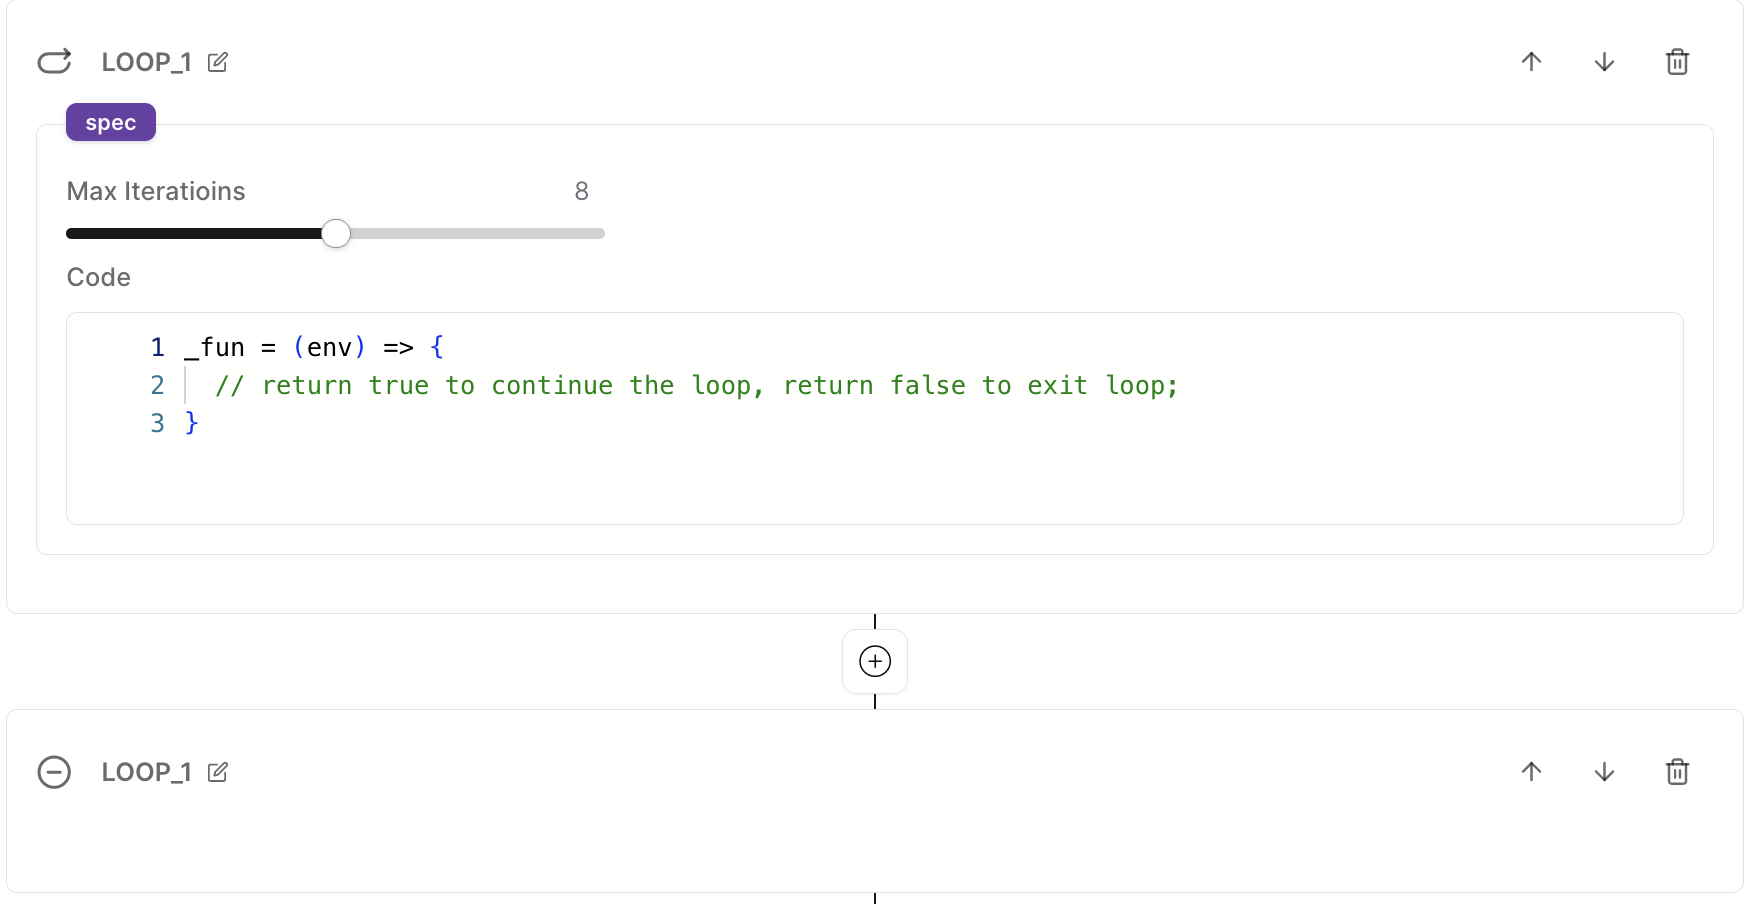 LOOP_1
spec
Max Iteratioins 8
Code
1 _fun = (env) => {
2 // return true to continue the loop, return false to exit loop;
3 }
LOOP_1